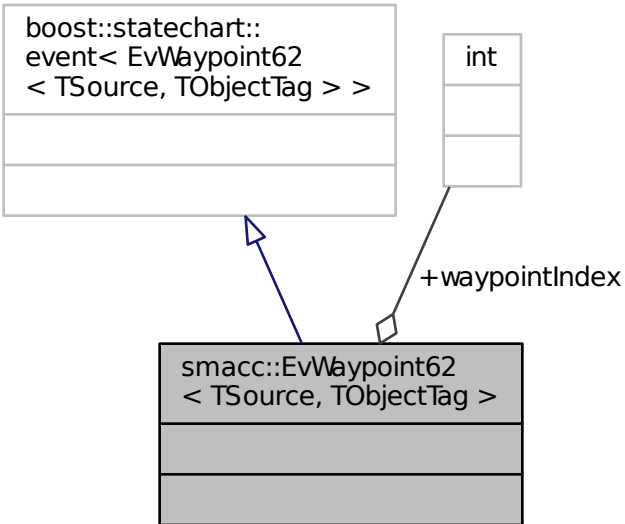 boost::statechart::
event< EvWaypoint62
< TSource, TObjectTag > >
int
+waypointIndex
smacc::EvWaypoint62
< TSource, TObjectTag >